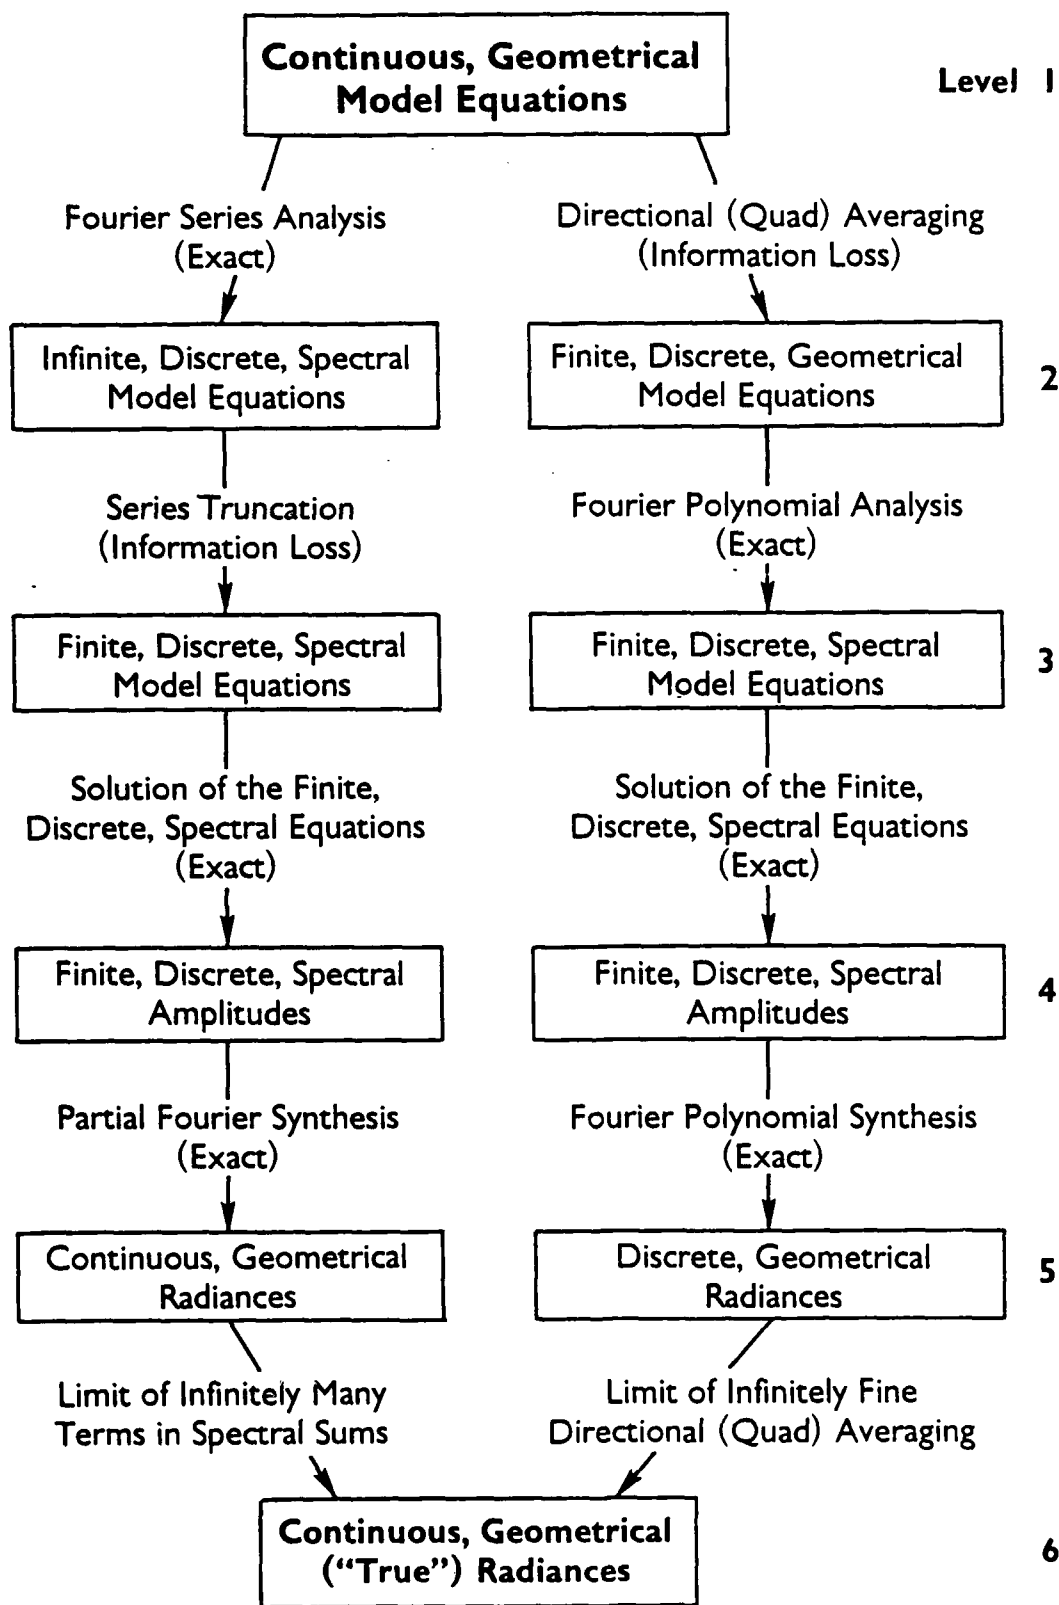 Continuous, Geometrical
Model Equations
Level 1
Fourier Series Analysis
(Exact)
Directional (Quad) Averaging
(Information Loss)
Infinite, Discrete, Spectral
Model Equations
Finite, Discrete, Geometrical
Model Equations
2
Series Truncation
(Information Loss)
Fourier Polynomial Analysis
(Exact)
Finite, Discrete, Spectral
Model Equations
Finite, Discrete, Spectral
Model Equations
3
Solution of the Finite,
Discrete, Spectral Equations
(Exact)
Solution of the Finite,
Discrete, Spectral Equations
(Exact)
Finite, Discrete, Spectral
Amplitudes
Finite, Discrete, Spectral
Amplitudes
4
Partial Fourier Synthesis
(Exact)
Fourier Polynomial Synthesis
(Exact)
Continuous, Geometrical
Radiances
Discrete, Geometrical
Radiances
5
Limit of Infinitely Many
Terms in Spectral Sums
Limit of Infinitely Fine
Directional (Quad) Averaging
Continuous, Geometrical
(“True”) Radiances
6